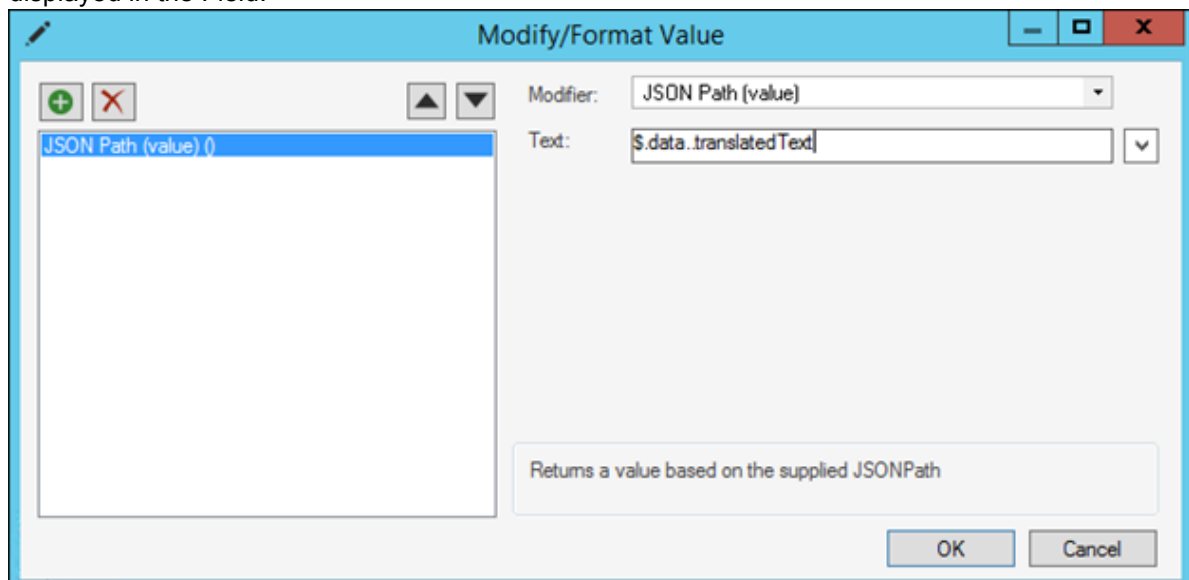 displayed in the Field.
Modify/Format Value
Modifier: JSON Path (value)
JSON Path (value) ()
Text: $.data..translatedText
Returns a value based on the supplied JSONPath
OK Cancel